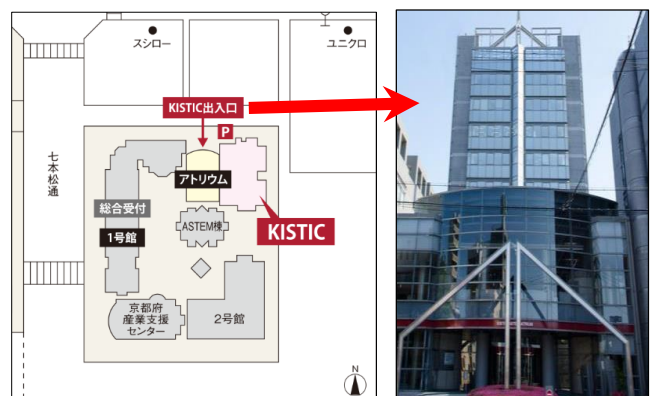 スシロー
ユニクロ
KISTIC出入口
P
七本松通
アトリウム
総合受付
1号館
ASTEM棟
KISTIC
京都府
産業支援
センター
2号館
N